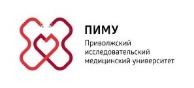 ПИМУ
Приволжский
исследовательский
медицинский университет